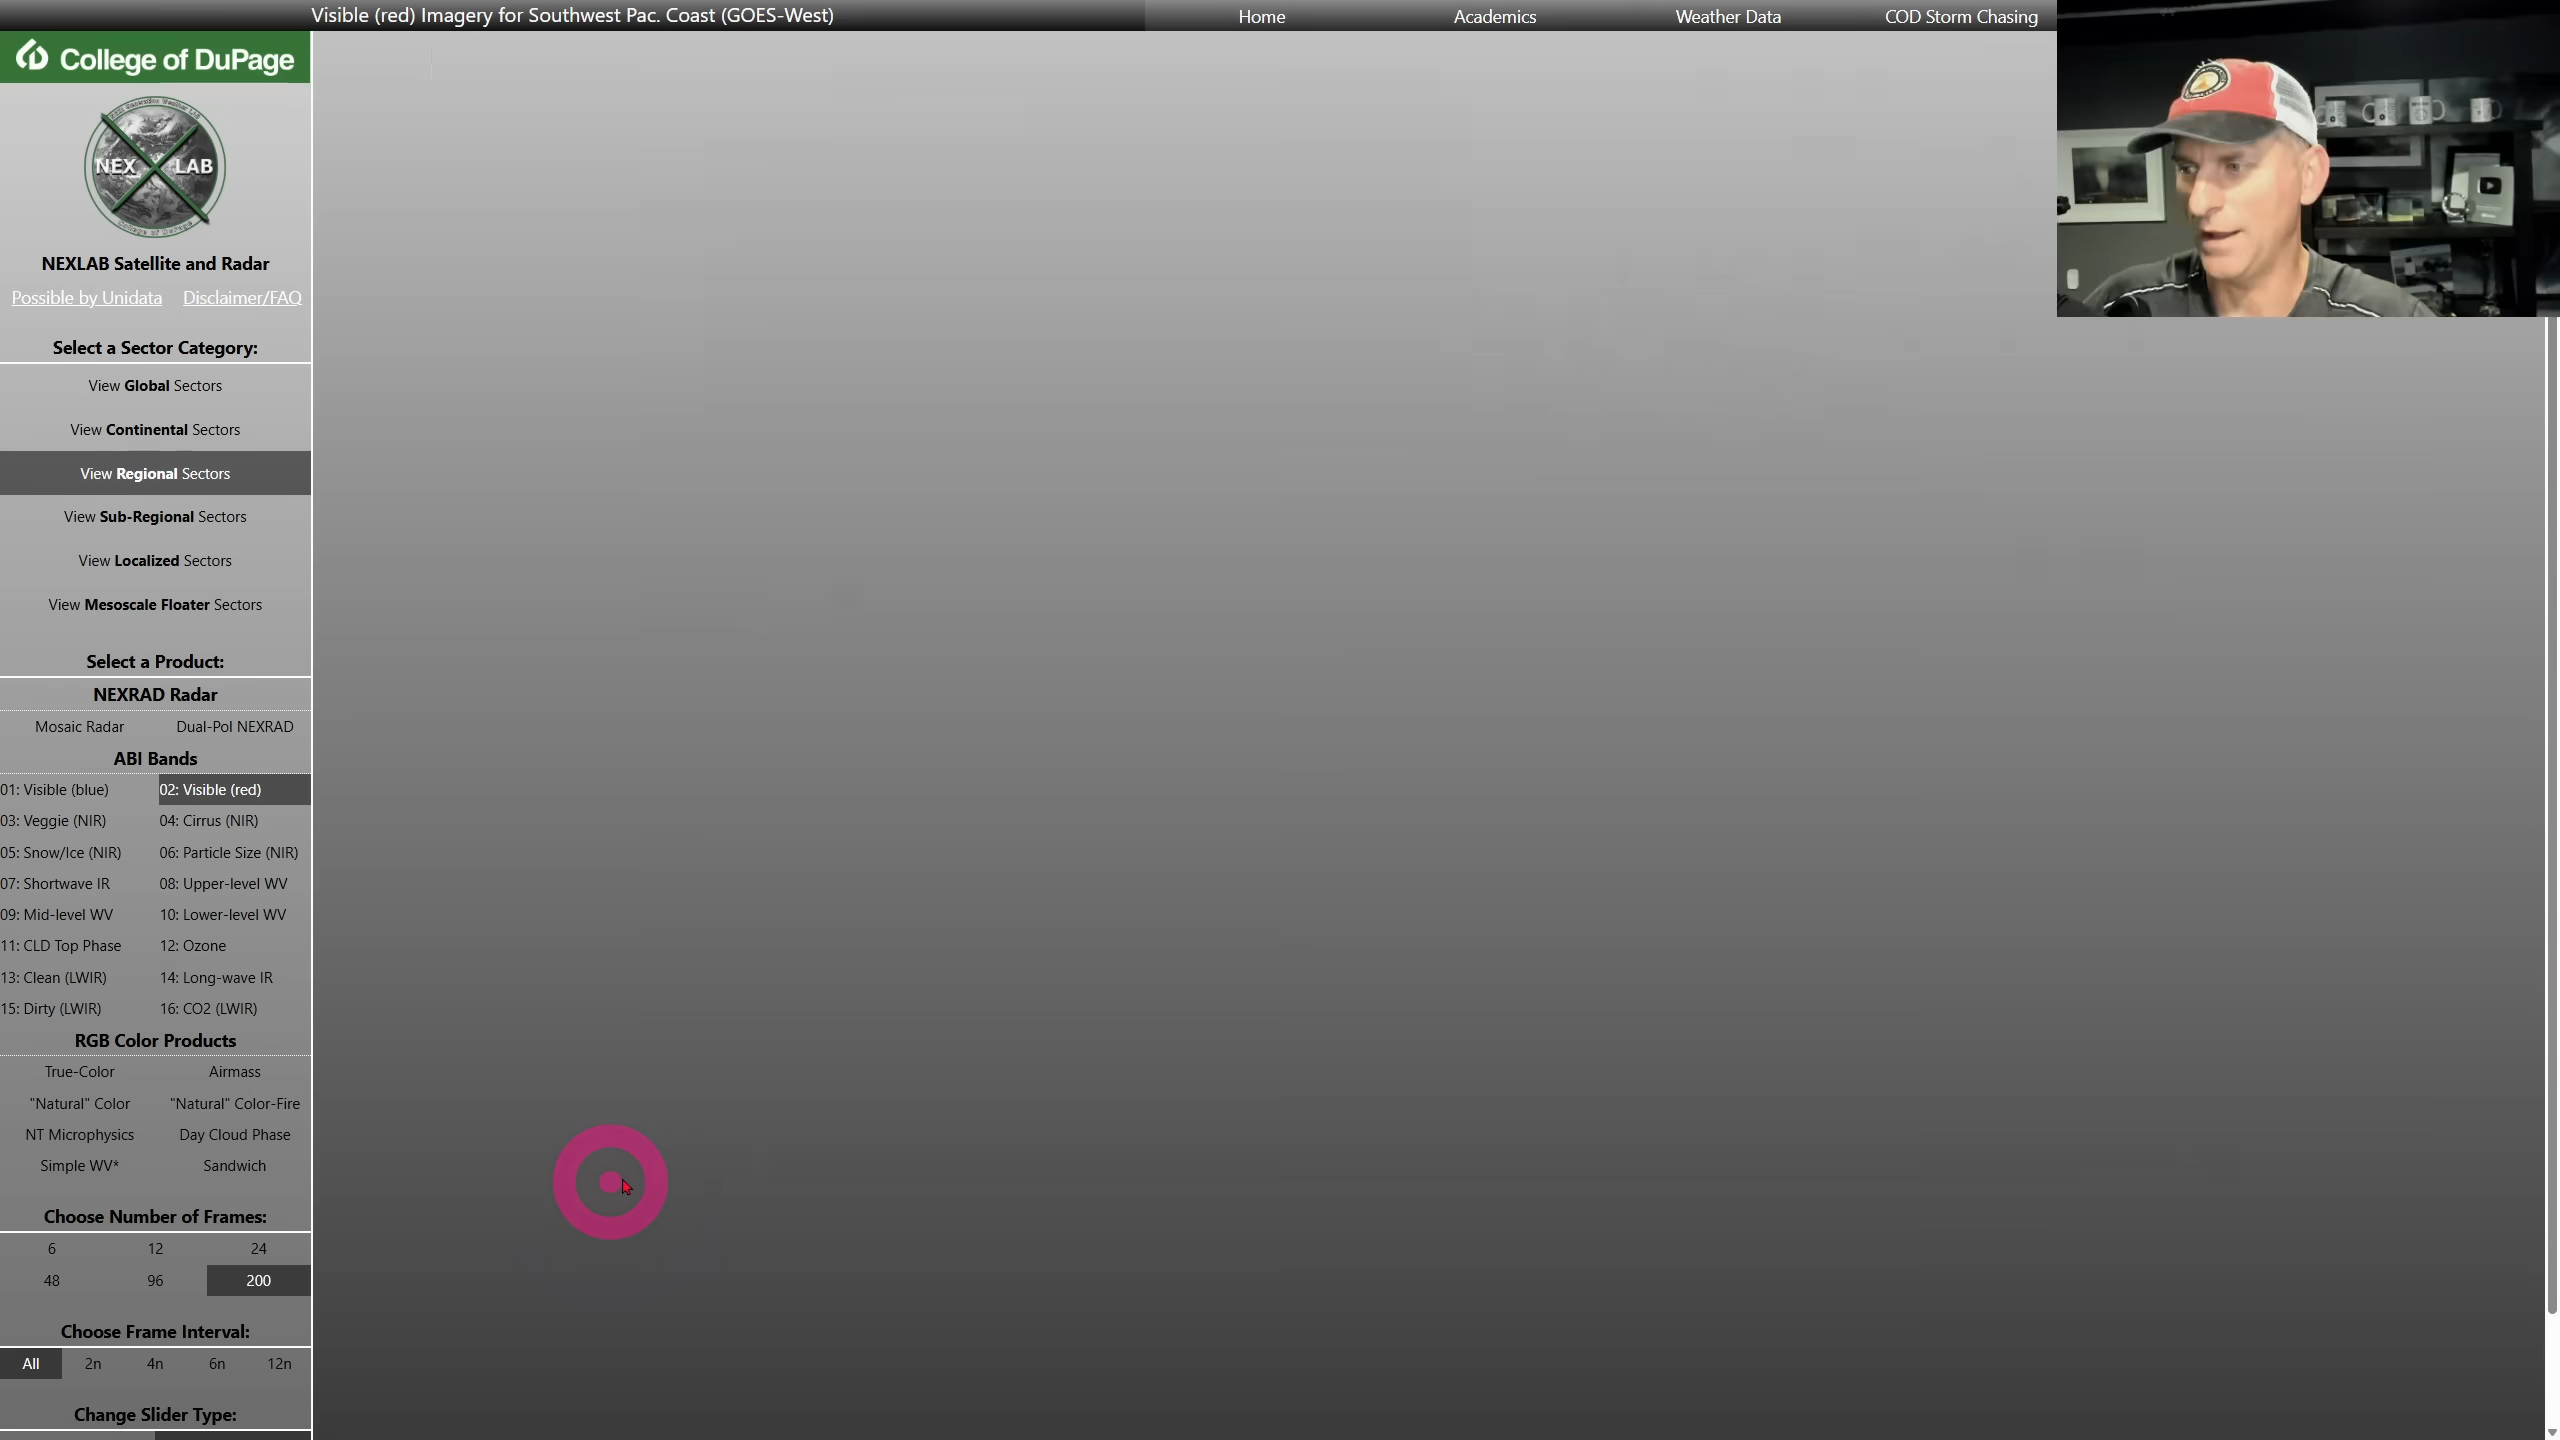 Visible (red) Imagery for Southwest Pac. Coast (GOES-West)
Home Academics Weather Data COD Storm Chasing
College of DuPage
Next Generation Weather Lab
NEX LAB
College of DuPage
NEXLAB Satellite and Radar
Possible by Unidata Disclaimer/FAQ
Select a Sector Category:
View Global Sectors
View Continental Sectors
View Regional Sectors
View Sub-Regional Sectors
View Localized Sectors
View Mesoscale Floater Sectors
Select a Product:
NEXRAD Radar
Mosaic Radar Dual-Pol NEXRAD
ABI Bands
01: Visible (blue) 02: Visible (red)
03: Veggie (NIR) 04: Cirrus (NIR)
05: Snow/Ice (NIR) 06: Particle Size (NIR)
07: Shortwave IR 08: Upper-level WV
09: Mid-level WV 10: Lower-level WV
11: CLD Top Phase 12: Ozone
13: Clean (LWIR) 14: Long-wave IR
15: Dirty (LWIR) 16: CO2 (LWIR)
RGB Color Products
True-Color Airmass
"Natural" Color "Natural" Color-Fire
NT Microphysics Day Cloud Phase
Simple WV* Sandwich
Choose Number of Frames:
6 12 24
48 96 200
Choose Frame Interval:
All 2n 4n 6n 12n
Change Slider Type: